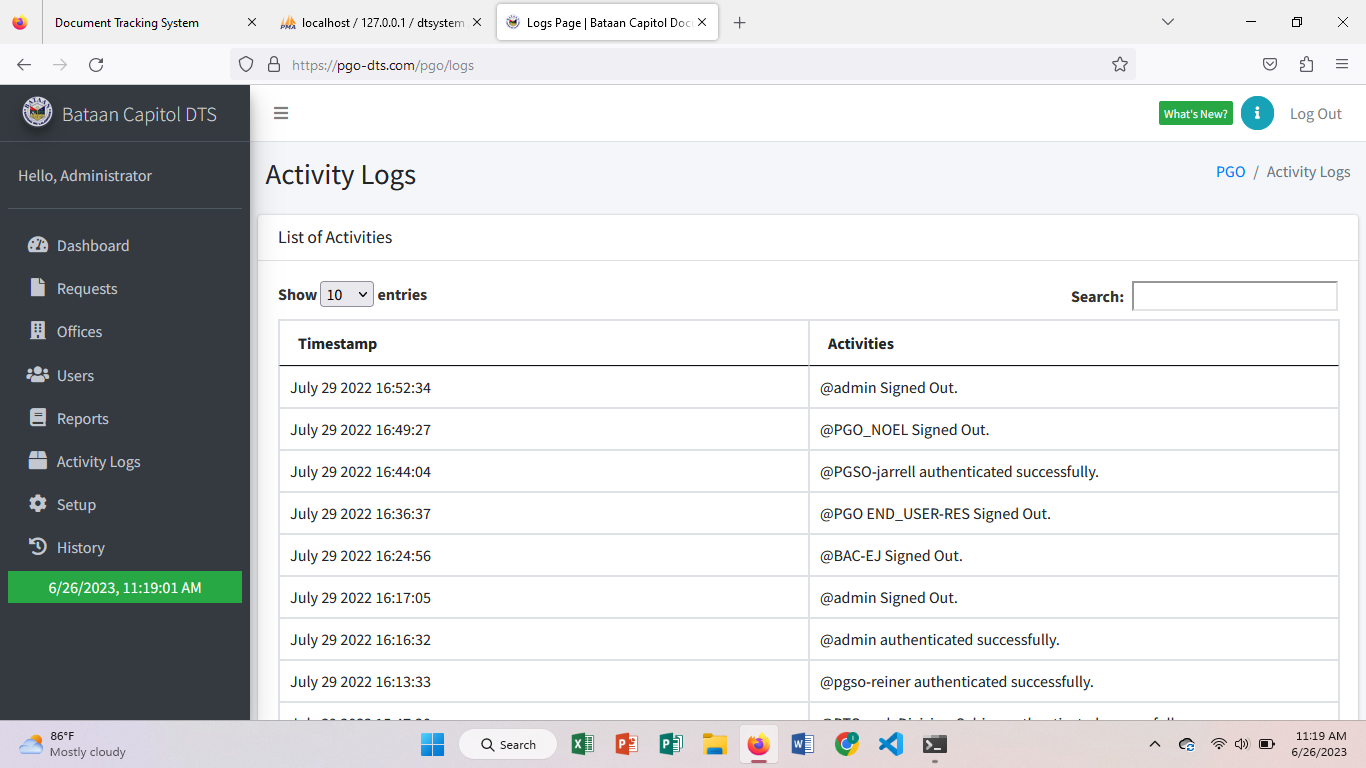 Document Tracking System
localhost / 127.0.0.1 / dtsystem
Logs Page | Bataan Capitol Doc
https://pgo-dts.com/pgo/logs
Bataan Capitol DTS
What's New?
Log Out
Hello, Administrator
Activity Logs
PGO / Activity Logs
Dashboard
Requests
Offices
Users
Reports
Activity Logs
Setup
History
6/26/2023, 11:19:01 AM
List of Activities
Show 10 entries
Search:
Timestamp Activities
July 29 2022 16:52:34 @admin Signed Out.
July 29 2022 16:49:27 @PGO_NOEL Signed Out.
July 29 2022 16:44:04 @PGSO-jarrell authenticated successfully.
July 29 2022 16:36:37 @PGO END_USER-RES Signed Out.
July 29 2022 16:24:56 @BAC-EJ Signed Out.
July 29 2022 16:17:05 @admin Signed Out.
July 29 2022 16:16:32 @admin authenticated successfully.
July 29 2022 16:13:33 @pgso-reiner authenticated successfully.
86°F
Mostly cloudy
Search
11:19 AM
6/26/2023